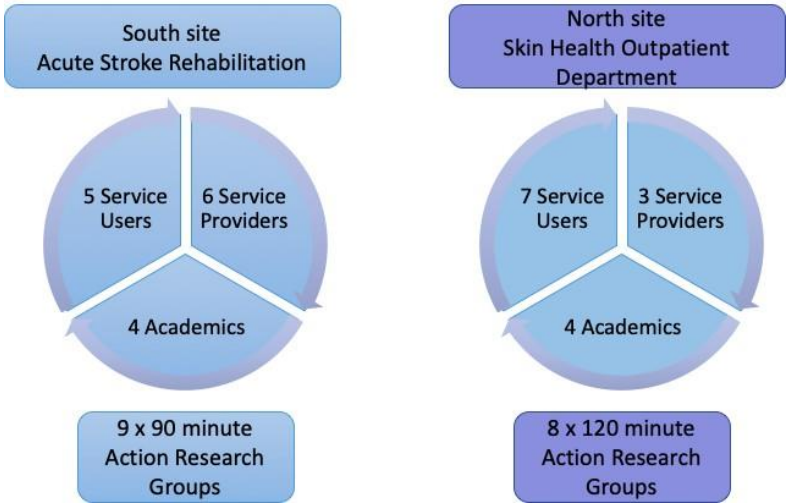 South site
Acute Stroke Rehabilitation
North site
Skin Health Outpatient
Department
5 Service
Users
6 Service
Providers
4 Academics
7 Service
Users
3 Service
Providers
4 Academics
9 x 90 minute
Action Research
Groups
8 x 120 minute
Action Research
Groups